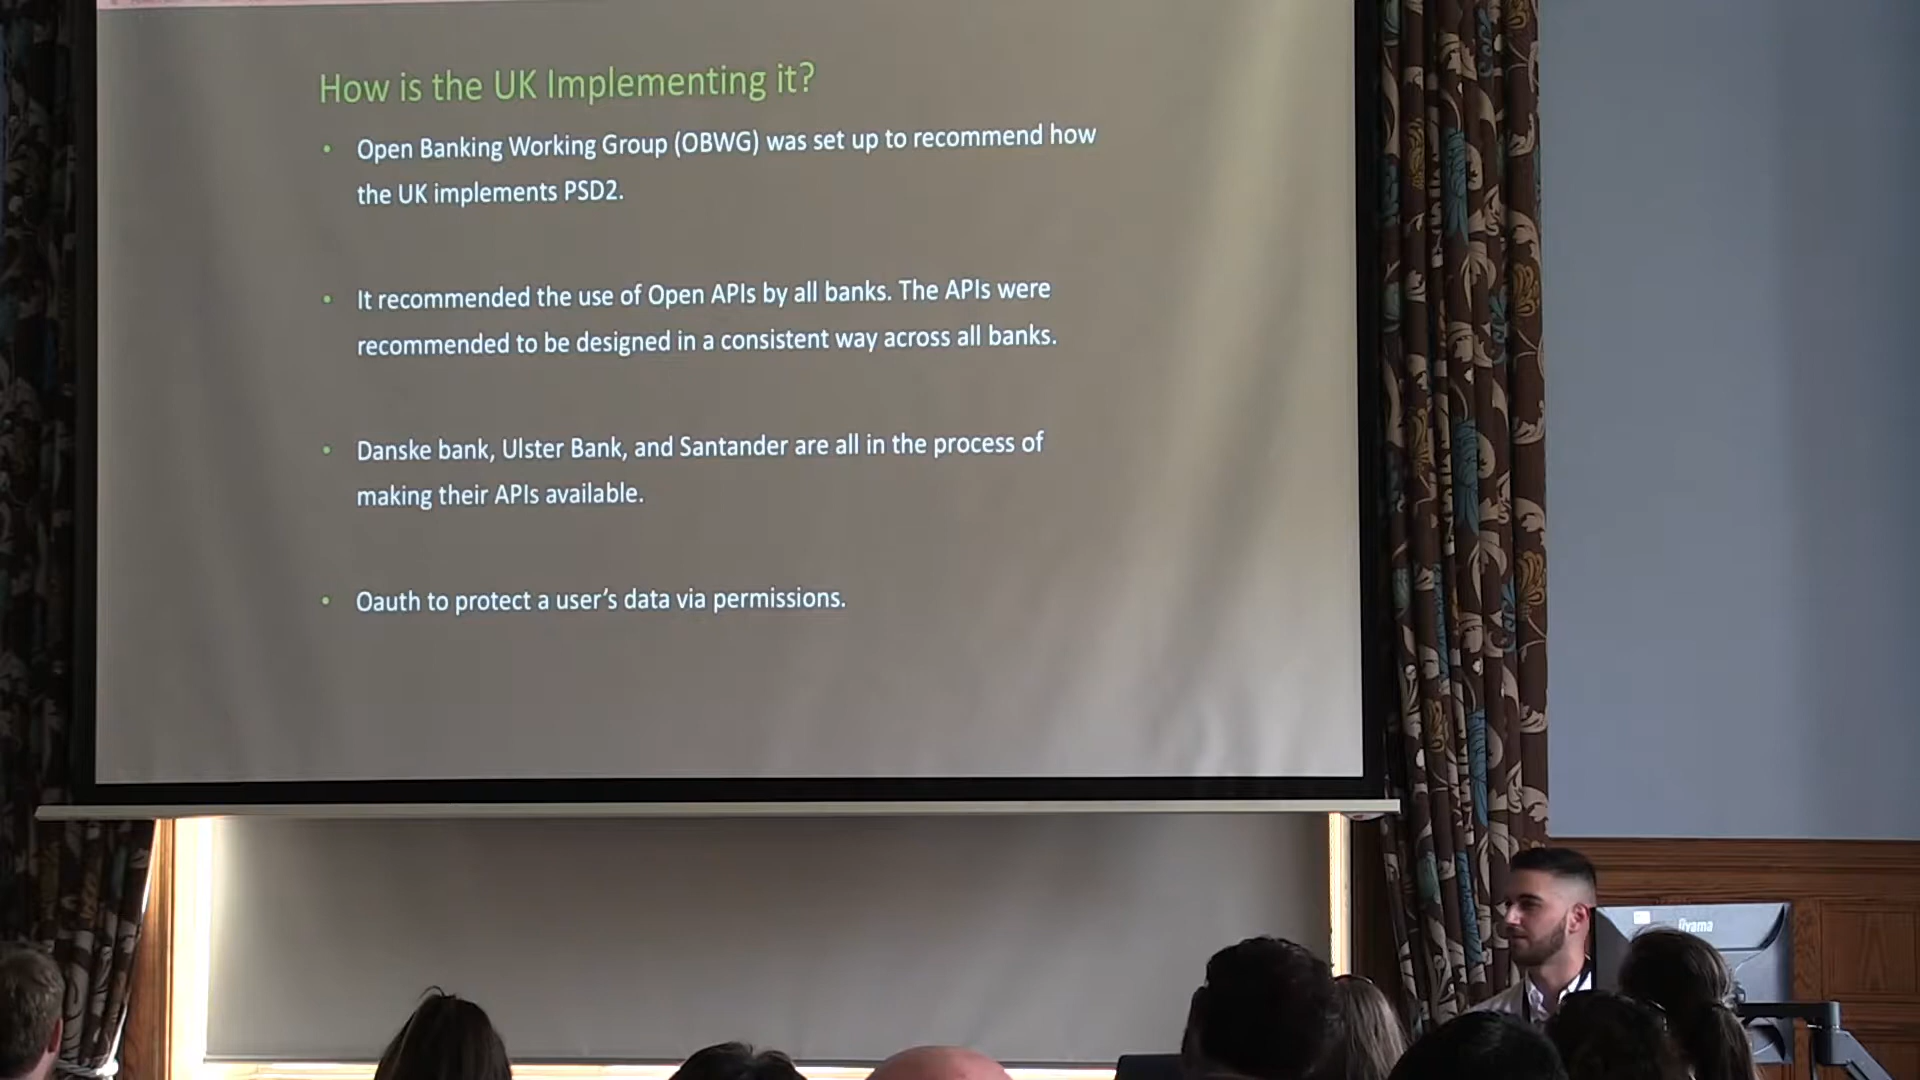 How is the UK Implementing it?
• Open Banking Working Group (OBWG) was set up to recommend how
the UK implements PSD2.
• It recommended the use of Open APIs by all banks. The APIs were
recommended to be designed in a consistent way across all banks.
• Danske bank, Ulster Bank, and Santander are all in the process of
making their APIs available.
• Oauth to protect a user's data via permissions.
iiyama